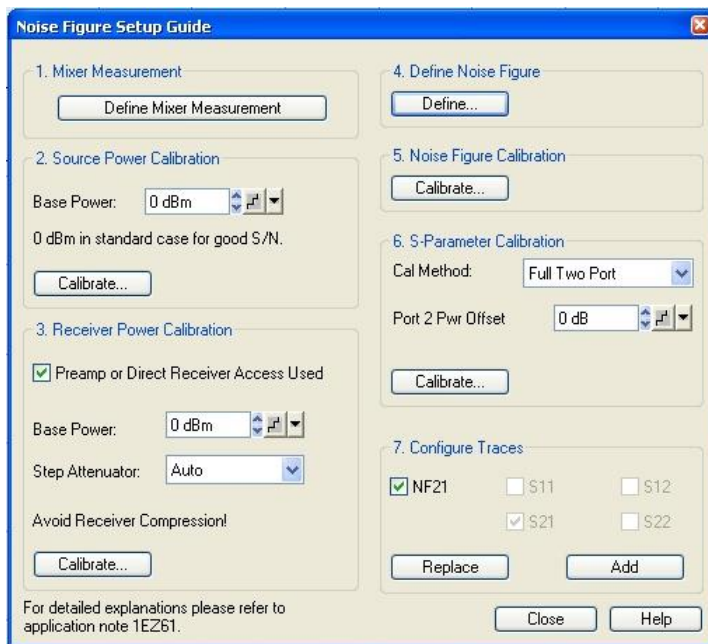 Noise Figure Setup Guide
1. Mixer Measurement
Define Mixer Measurement
2. Source Power Calibration
Base Power: 0 dBm
0 dBm in standard case for good S/N.
Calibrate...
3. Receiver Power Calibration
Preamp or Direct Receiver Access Used
Base Power: 0 dBm
Step Attenuator: Auto
Avoid Receiver Compression!
Calibrate...
For detailed explanations please refer to
application note 1EZ61.
4. Define Noise Figure
Define...
5. Noise Figure Calibration
Calibrate...
6. S-Parameter Calibration
Cal Method: Full Two Port
Port 2 Pwr Offset 0 dB
Calibrate...
7. Configure Traces
NF21 S11 S12
S21 S22
Replace Add
Close Help